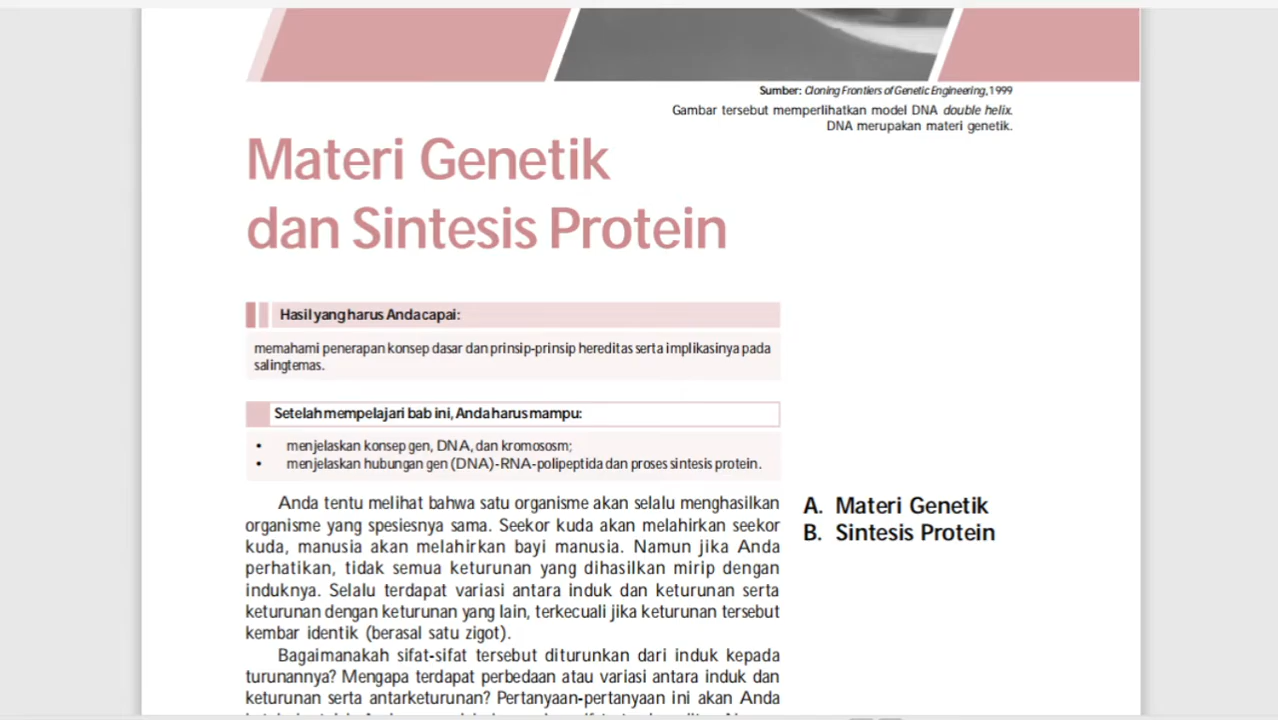 Sumber: Cloning Frontiers of Genetic Engineering, 1999
Gambar tersebut memperlihatkan model DNA double helix.
DNA merupakan materi genetik.
Materi Genetik
dan Sintesis Protein
Hasil yang harus Anda capai:
memahami penerapan konsep dasar dan prinsip-prinsip hereditas serta implikasinya pada
salingtemas.
Setelah mempelajari bab ini, Anda harus mampu:
• menjelaskan konsep gen, DNA, dan kromososm;
• menjelaskan hubungan gen (DNA)-RNA-polipeptida dan proses sintesis protein.
Anda tentu melihat bahwa satu organisme akan selalu menghasilkan
organisme yang spesiesnya sama. Seekor kuda akan melahirkan seekor
kuda, manusia akan melahirkan bayi manusia. Namun jika Anda
perhatikan, tidak semua keturunan yang dihasilkan mirip dengan
induknya. Selalu terdapat variasi antara induk dan keturunan serta
keturunan dengan keturunan yang lain, terkecuali jika keturunan tersebut
kembar identik (berasal satu zigot).
Bagaimanakah sifat-sifat tersebut diturunkan dari induk kepada
turunannya? Mengapa terdapat perbedaan atau variasi antara induk dan
keturunan serta antarketurunan? Pertanyaan-pertanyaan ini akan Anda
A. Materi Genetik
B. Sintesis Protein